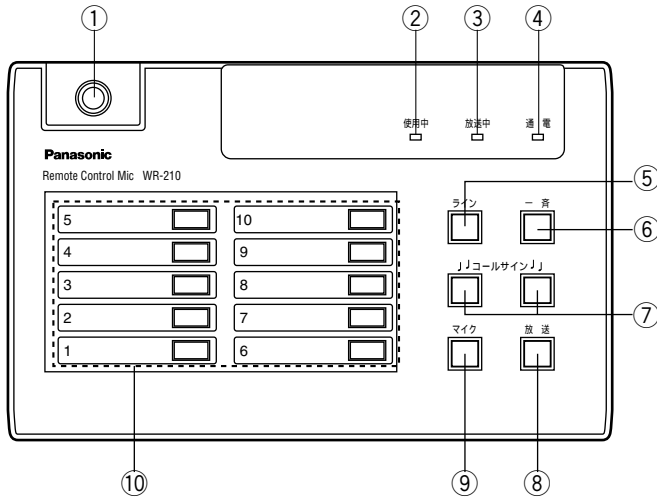 ① ② ③ ④
使用中 放送中 通 電
Panasonic
Remote Control Mic WR-210
⑤
ライン 一 斉
⑥
5 10
4 9
♩♩コールサイン♩♩
3 8
⑦
2 7
マイク 放 送
1 6
⑩ ⑨ ⑧